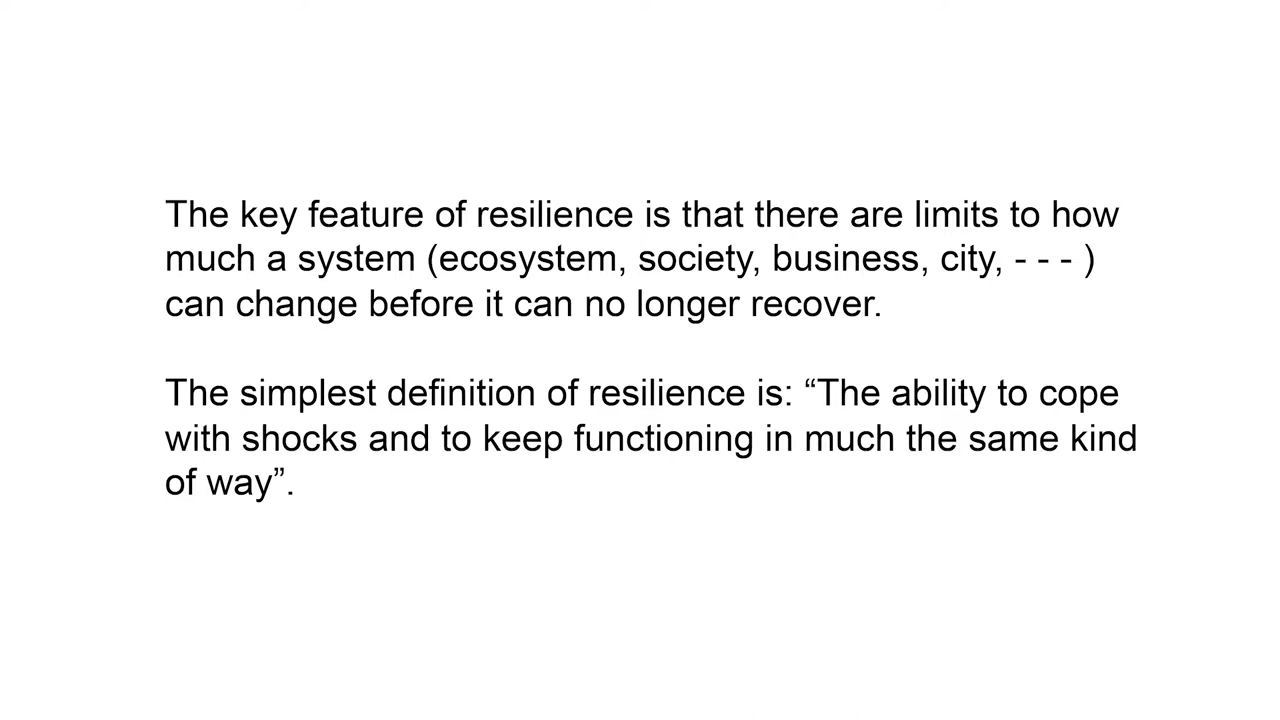 The key feature of resilience is that there are limits to how
much a system (ecosystem, society, business, city, - - - )
can change before it can no longer recover.
The simplest definition of resilience is: “The ability to cope
with shocks and to keep functioning in much the same kind
of way”.